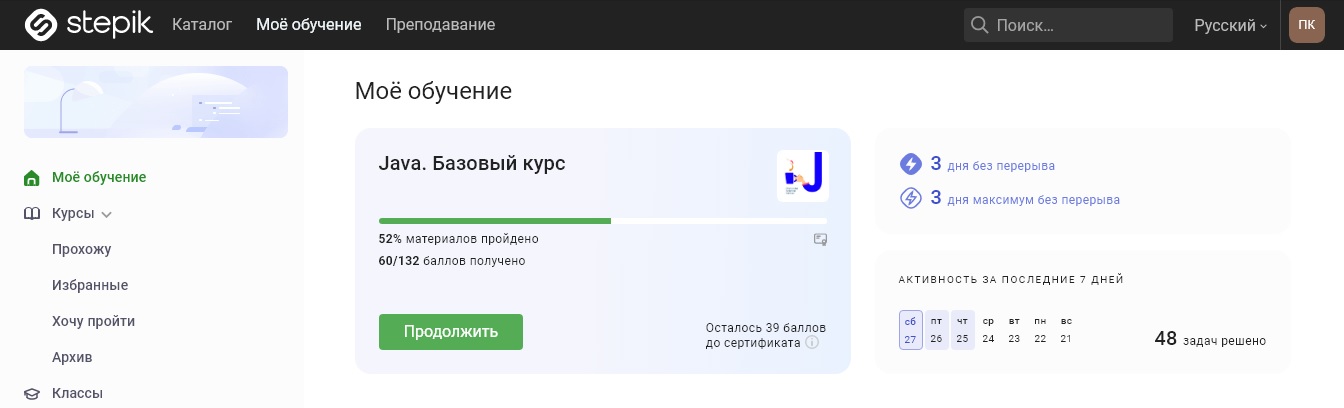 stepik Каталог Моё обучение Преподавание Поиск... Русский ПК
Моё обучение
Курсы
Прохожу
Избранные
Хочу пройти
Архив
Классы
Моё обучение
Java. Базовый курс
J
52% материалов пройдено
60/132 баллов получено
Продолжить
Осталось 39 баллов
до сертификата
3 дня без перерыва
3 дня максимум без перерыва
АКТИВНОСТЬ ЗА ПОСЛЕДНИЕ 7 ДНЕЙ
сб пт чт ср вт пн вс
27 26 25 24 23 22 21
48 задач решено